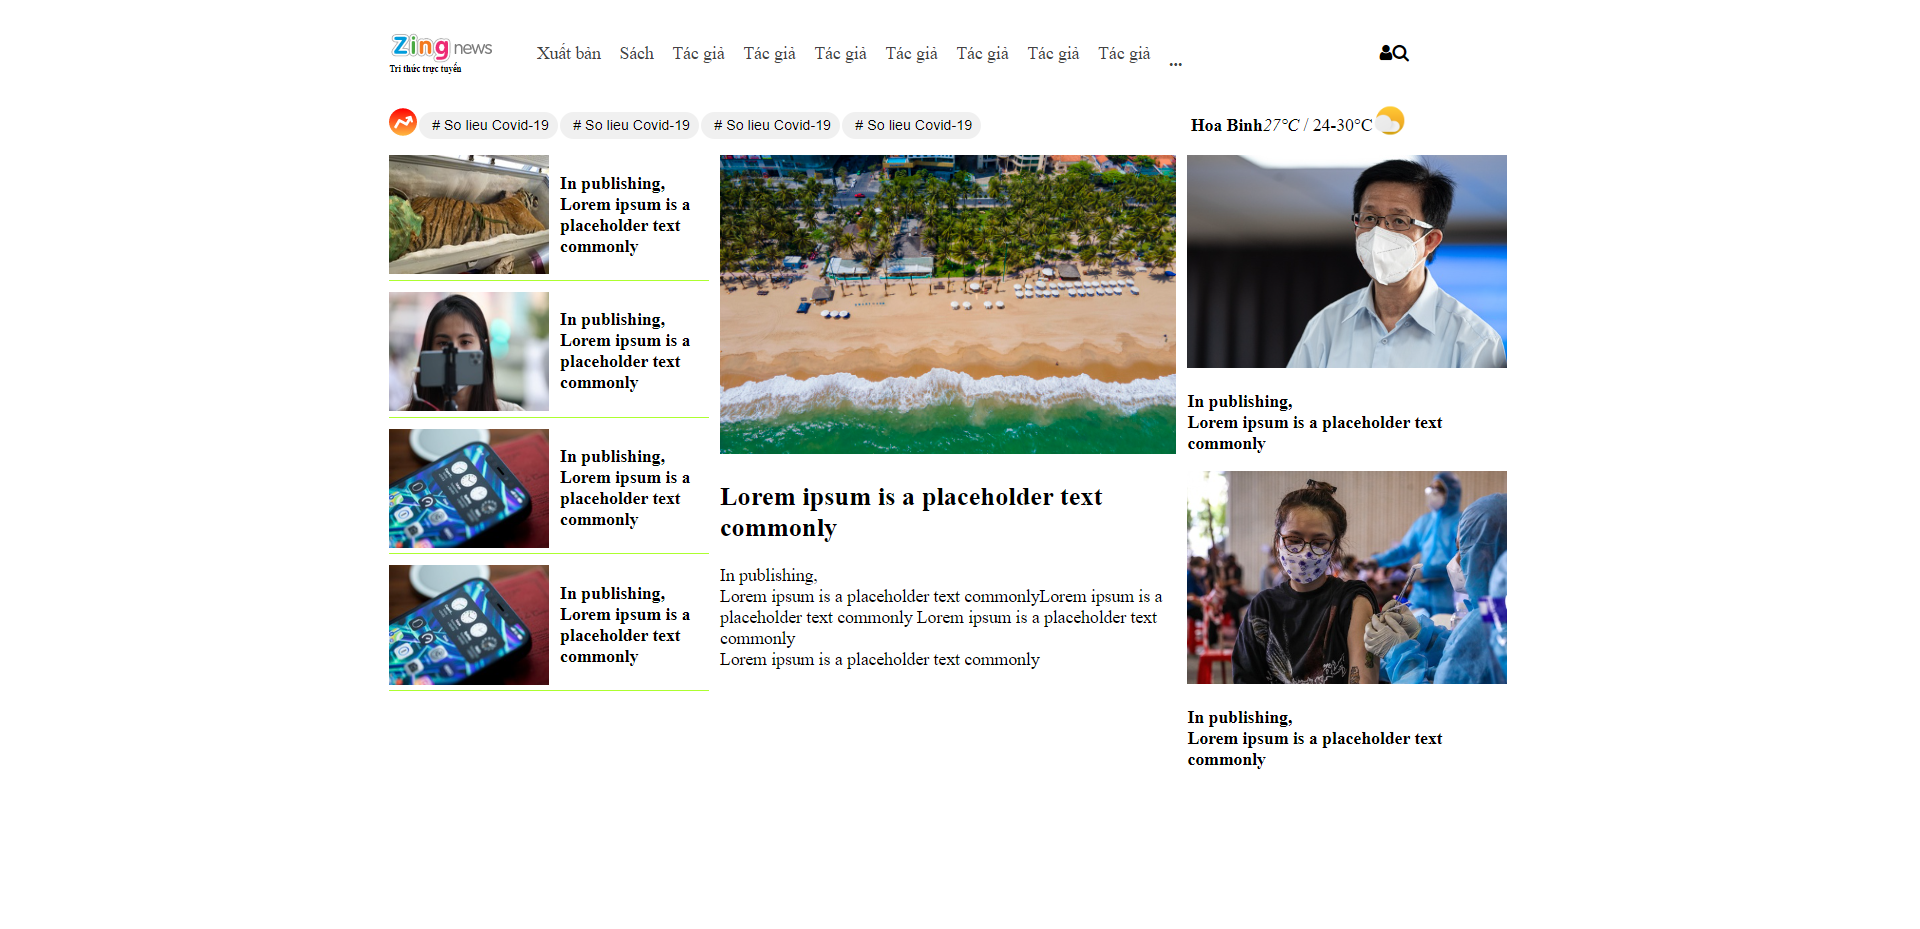 Zing news
Tri thức trực tuyến
Xuất bản Sách Tác giả Tác giả Tác giả Tác giả Tác giả Tác giả Tác giả ...
# So lieu Covid-19 # So lieu Covid-19 # So lieu Covid-19 # So lieu Covid-19
Hoa Binh27°C / 24-30°C
In publishing,
Lorem ipsum is a
placeholder text
commonly
In publishing,
Lorem ipsum is a
placeholder text
commonly
In publishing,
Lorem ipsum is a
placeholder text
commonly
In publishing,
Lorem ipsum is a
placeholder text
commonly
Lorem ipsum is a placeholder text
commonly
In publishing,
Lorem ipsum is a placeholder text commonlyLorem ipsum is a
placeholder text commonly Lorem ipsum is a placeholder text
commonly
Lorem ipsum is a placeholder text commonly
In publishing,
Lorem ipsum is a placeholder text
commonly
In publishing,
Lorem ipsum is a placeholder text
commonly